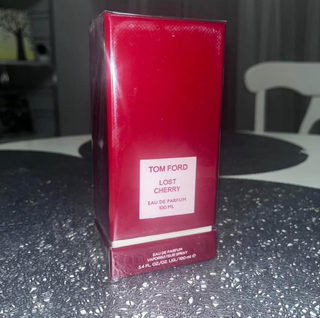 TOM FORD
LOST
CHERRY
EAU DE PARFUM
100 ML
EAU DE PARFUM
VAPORISATEUR SPRAY
3.4 FL. OZ./OZ. LIQ./100 ml ℮